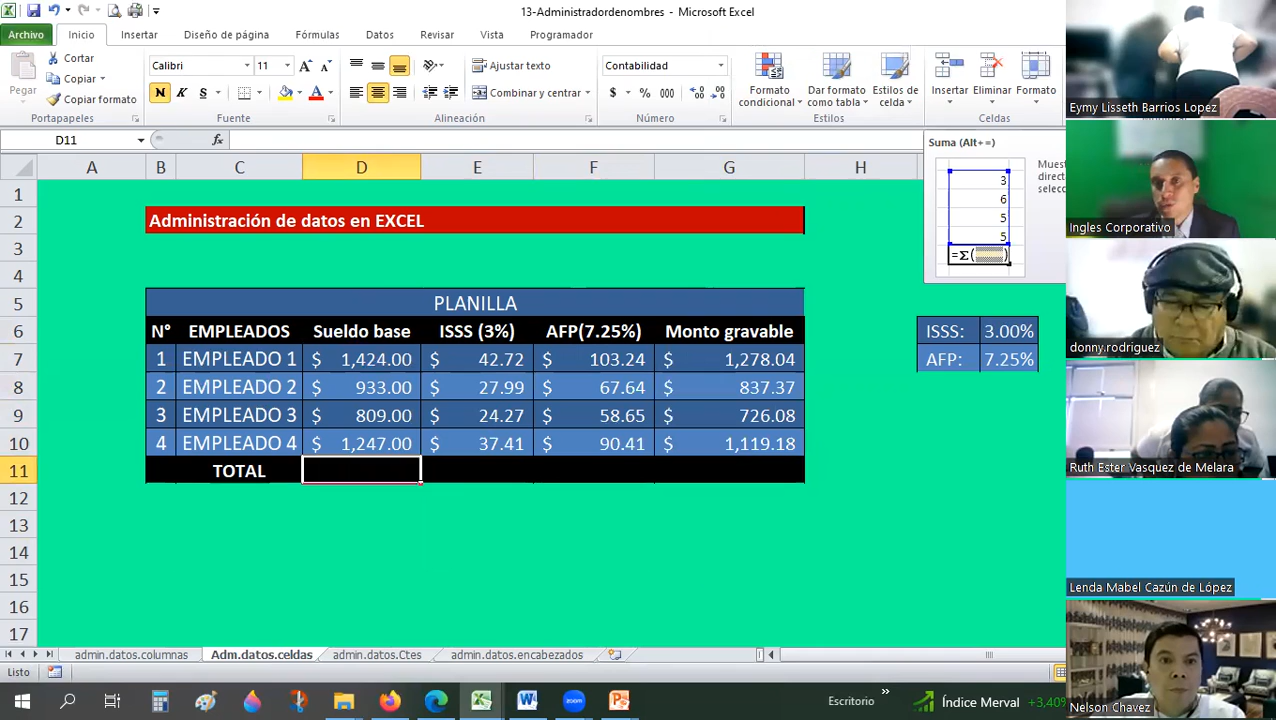 13-Administradordenombres - Microsoft Excel
Archivo Inicio Insertar Diseño de página Fórmulas Datos Revisar Vista Programador
Pegar
Cortar
Copiar
Copiar formato
Portapapeles
Calibri 11
N K S
Fuente
Ajustar texto
Combinar y centrar
Alineación
Contabilidad
$ % 000
Número
Formato condicional
Dar formato como tabla
Estilos de celda
Estilos
Insertar
Eliminar
Formato
Celdas
D11 fx
Suma (Alt+=)
3
6
5
5
=Σ( )
A B C D E F G H
1
2 Administración de datos en EXCEL
3
4
5 PLANILLA
6 N° EMPLEADOS Sueldo base ISSS (3%) AFP(7.25%) Monto gravable ISSS: 3.00%
7 1 EMPLEADO 1 $ 1,424.00 $ 42.72 $ 103.24 $ 1,278.04 AFP: 7.25%
8 2 EMPLEADO 2 $ 933.00 $ 27.99 $ 67.64 $ 837.37
9 3 EMPLEADO 3 $ 809.00 $ 24.27 $ 58.65 $ 726.08
10 4 EMPLEADO 4 $ 1,247.00 $ 37.41 $ 90.41 $ 1,119.18
11 TOTAL
12
13
14
15
16
17
admin.datos.columnas Adm.datos.celdas admin.datos.Ctes admin.datos.encabezados
Listo
Escritorio » Índice Merval +3,40%
Eymy Lisseth Barrios Lopez
Ingles Corporativo
donny.rodriguez
Ruth Ester Vasquez de Melara
Lenda Mabel Cazún de López
Nelson Chavez